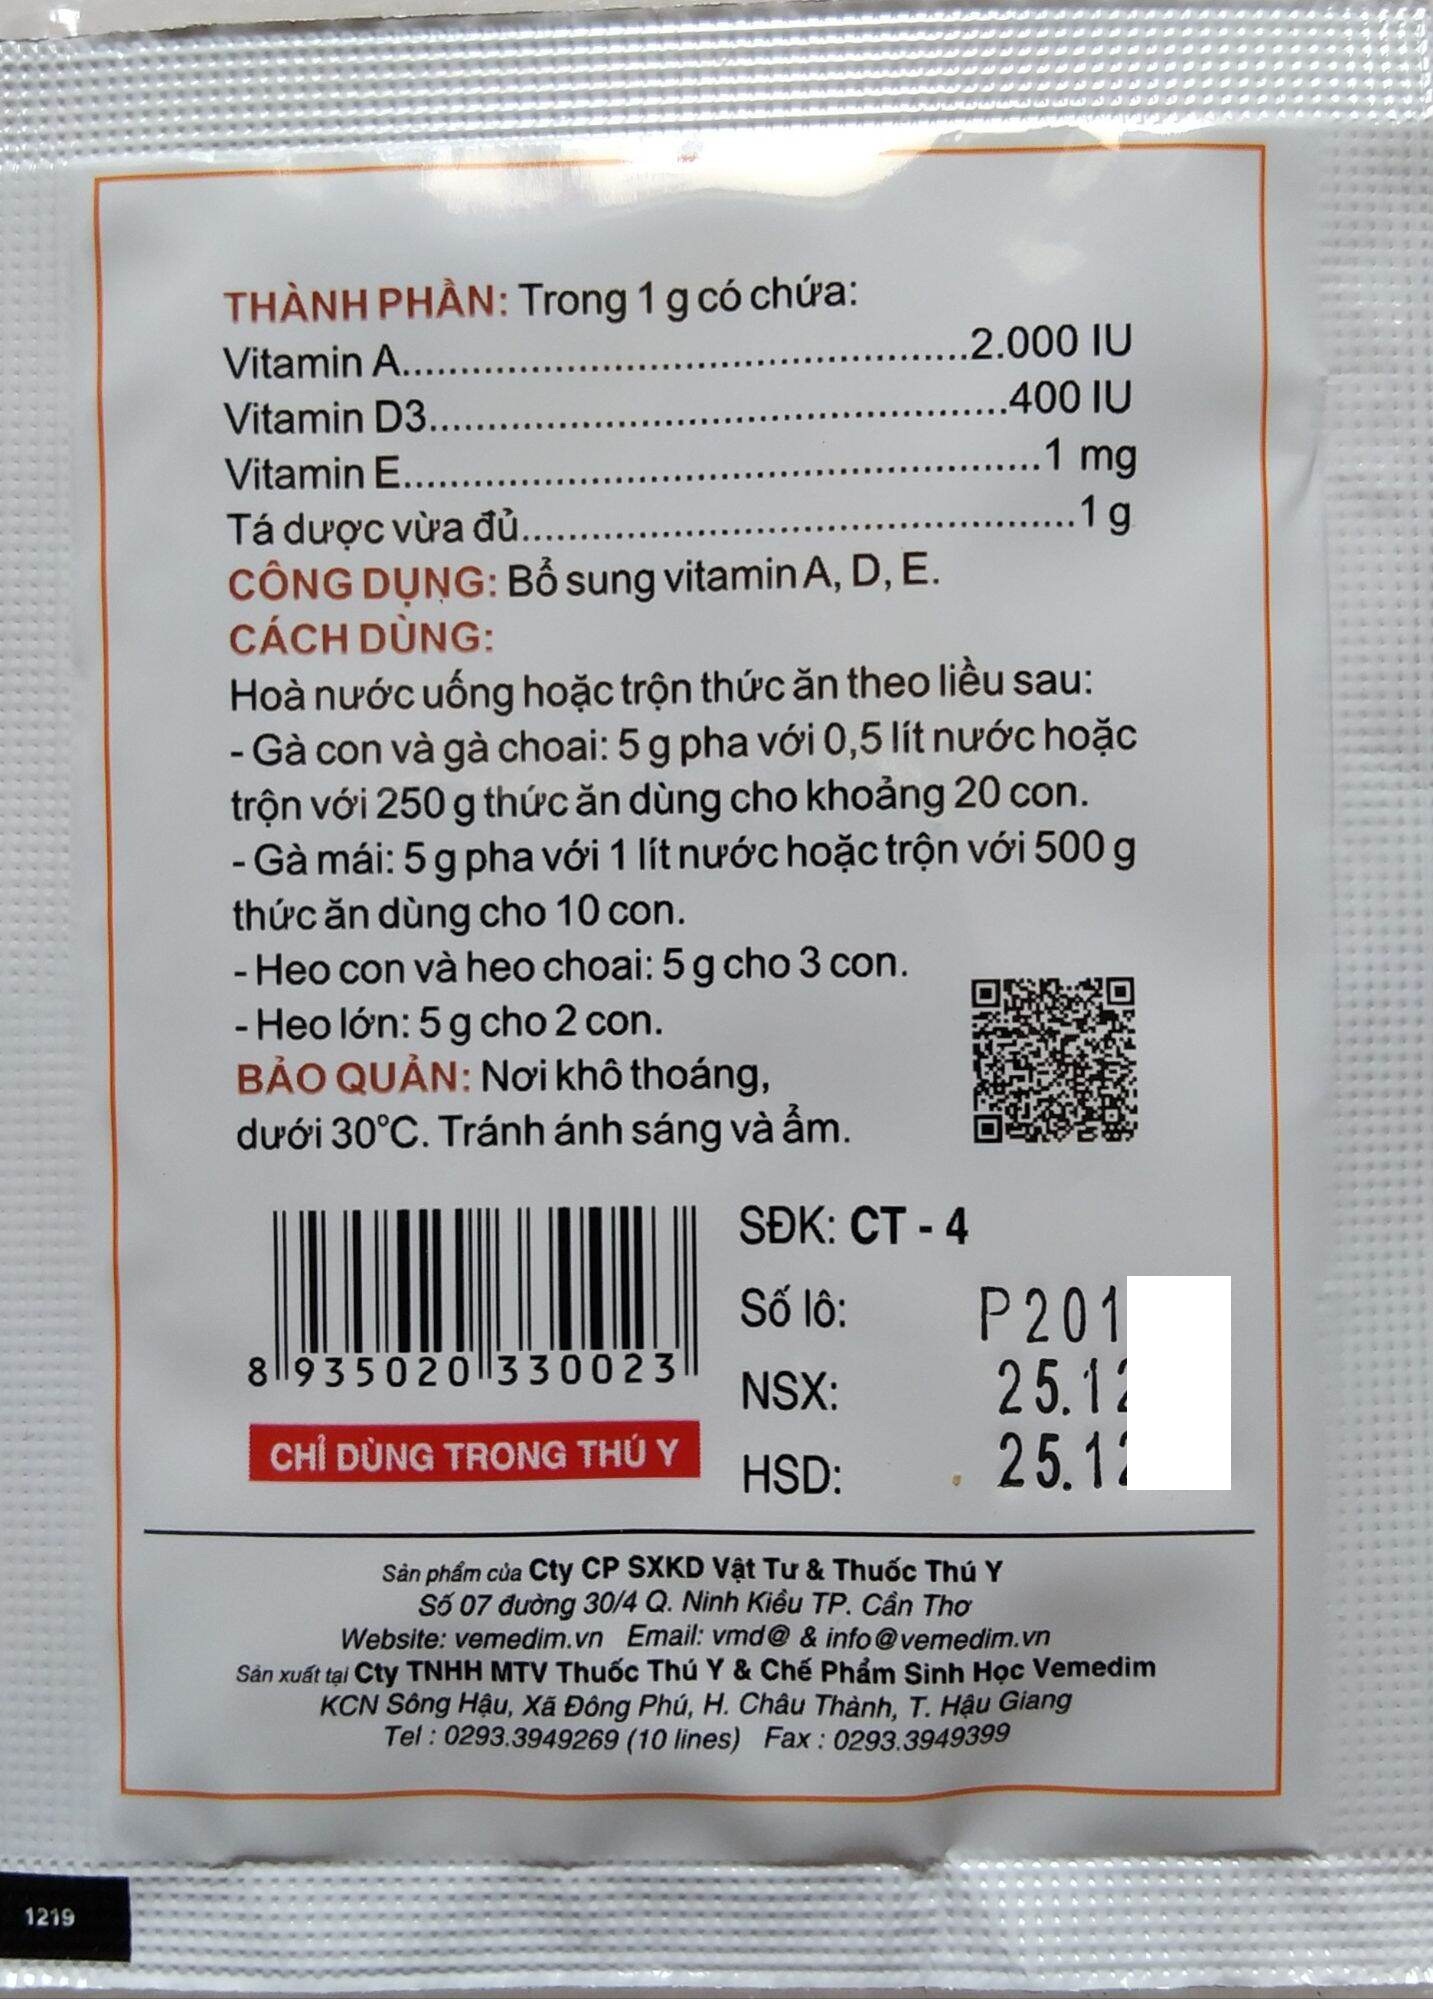 THÀNH PHẦN: Trong 1 g có chứa:
Vitamin A..........................................2.000 IU
Vitamin D3..........................................400 IU
Vitamin E..............................................1 mg
Tá dược vừa đủ........................................1 g
CÔNG DỤNG: Bổ sung vitamin A, D, E.
CÁCH DÙNG:
Hoà nước uống hoặc trộn thức ăn theo liều sau:
- Gà con và gà choai: 5 g pha với 0,5 lít nước hoặc
trộn với 250 g thức ăn dùng cho khoảng 20 con.
- Gà mái: 5 g pha với 1 lít nước hoặc trộn với 500 g
thức ăn dùng cho 10 con.
- Heo con và heo choai: 5 g cho 3 con.
- Heo lớn: 5 g cho 2 con.
BẢO QUẢN: Nơi khô thoáng,
dưới 30°C. Tránh ánh sáng và ẩm.
SĐK: CT - 4
Số lô: P201
NSX: 25.12
HSD: 25.12
8 935020 330023
CHỈ DÙNG TRONG THÚ Y
Sản phẩm của Cty CP SXKD Vật Tư & Thuốc Thú Y
Số 07 đường 30/4 Q. Ninh Kiều TP. Cần Thơ
Website: vemedim.vn Email: vmd@ & info@vemedim.vn
Sản xuất tại Cty TNHH MTV Thuốc Thú Y & Chế Phẩm Sinh Học Vemedim
KCN Sông Hậu, Xã Đông Phú, H. Châu Thành, T. Hậu Giang
Tel : 0293.3949269 (10 lines) Fax : 0293.3949399
1219